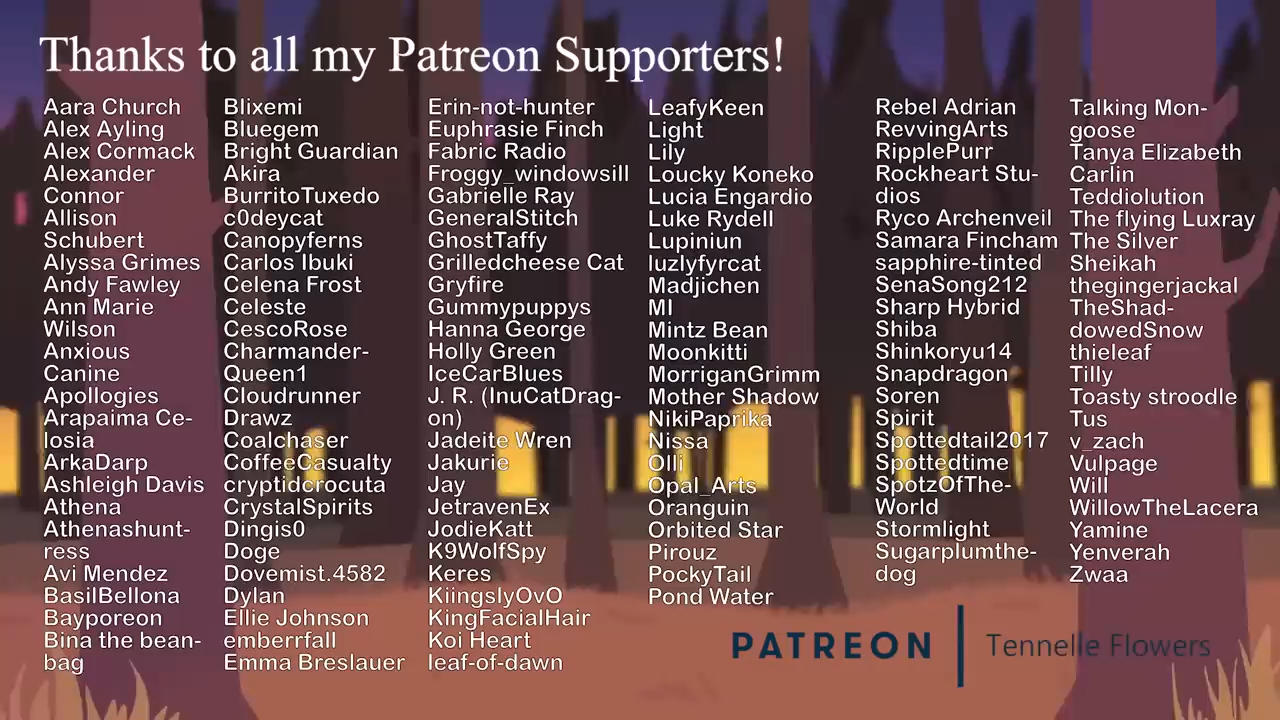 Thanks to all my Patreon Supporters!
Aara Church
Alex Ayling
Alex Cormack
Alexander
Connor
Allison
Schubert
Alyssa Grimes
Andy Fawley
Ann Marie
Wilson
Anxious
Canine
Apollogies
Arapaima Ce-
losia
ArkaDarp
Ashleigh Davis
Athena
Athenashunt-
ress
Avi Mendez
BasilBellona
Bayporeon
Bina the bean-
bag
Blixemi
Bluegem
Bright Guardian
Akira
BurritoTuxedo
c0deycat
Canopyferns
Carlos Ibuki
Celena Frost
Celeste
CescoRose
Charmander-
Queen1
Cloudrunner
Drawz
Coalchaser
CoffeeCasualty
cryptidcrocuta
CrystalSpirits
Dingis0
Doge
Dovemist.4582
Dylan
Ellie Johnson
emberrfall
Emma Breslauer
Erin-not-hunter
Euphrasie Finch
Fabric Radio
Froggy_windowsill
Gabrielle Ray
GeneralStitch
GhostTaffy
Grilledcheese Cat
Gryfire
Gummypuppys
Hanna George
Holly Green
IceCarBlues
J. R. (InuCatDrag-
on)
Jadeite Wren
Jakurie
Jay
JetravenEx
JodieKatt
K9WolfSpy
Keres
KiingslyOvO
KingFacialHair
Koi Heart
leaf-of-dawn
LeafyKeen
Light
Lily
Loucky Koneko
Lucia Engardio
Luke Rydell
Lupiniun
luzlyfyrcat
Madjichen
MI
Mintz Bean
Moonkitti
MorriganGrimm
Mother Shadow
NikiPaprika
Nissa
Olli
Opal_Arts
Oranguin
Orbited Star
Pirouz
PockyTail
Pond Water
Rebel Adrian
RevvingArts
RipplePurr
Rockheart Stu-
dios
Ryco Archenveil
Samara Fincham
sapphire-tinted
SenaSong212
Sharp Hybrid
Shiba
Shinkoryu14
Snapdragon
Soren
Spirit
Spottedtail2017
Spottedtime
SpotzOfThe-
World
Stormlight
Sugarplumthe-
dog
Talking Mon-
goose
Tanya Elizabeth
Carlin
Teddiolution
The flying Luxray
The Silver
Sheikah
thegingerjackal
TheShad-
dowedSnow
thieleaf
Tilly
Toasty stroodle
Tus
v_zach
Vulpage
Will
WillowTheLacera
Yamine
Yenverah
Zwaa
PATREON
Tennelle Flowers